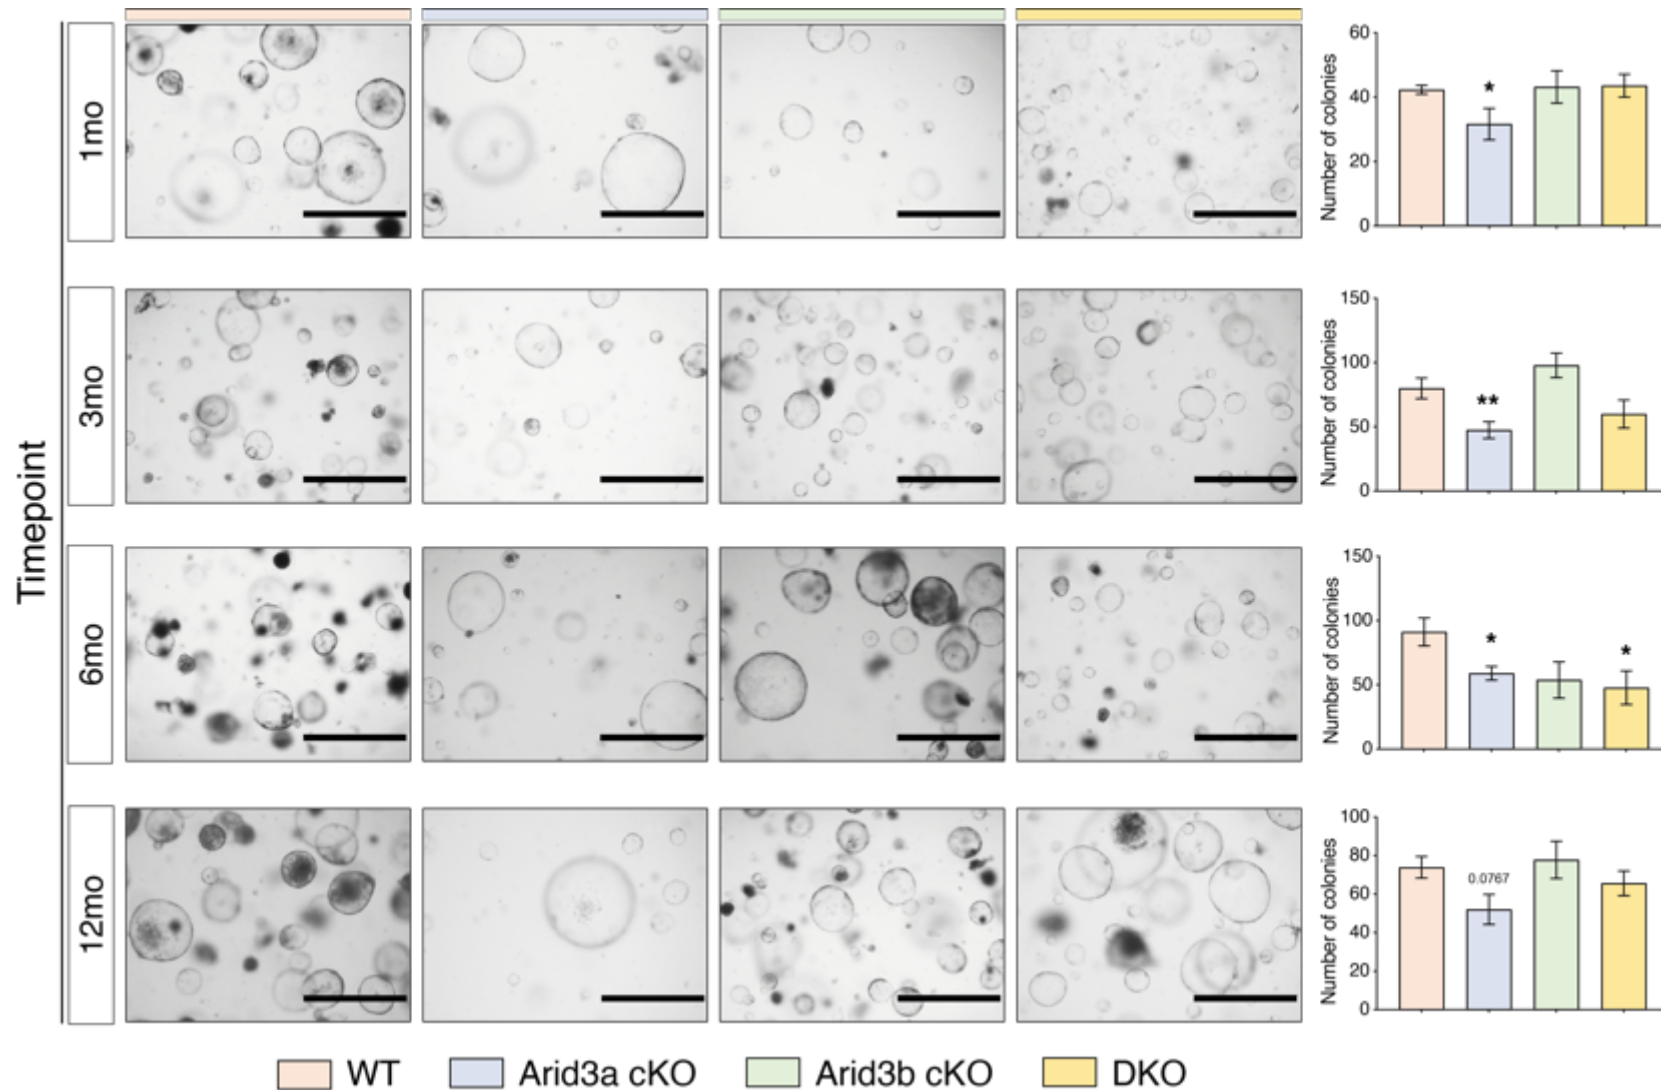 Timepoint
1mo
Number of colonies
60
40
20
0
*
3mo
Number of colonies
150
100
50
0
**
6mo
Number of colonies
150
100
50
0
*
*
12mo
Number of colonies
100
80
60
40
20
0
0.0767
WT
Arid3a cKO
Arid3b cKO
DKO